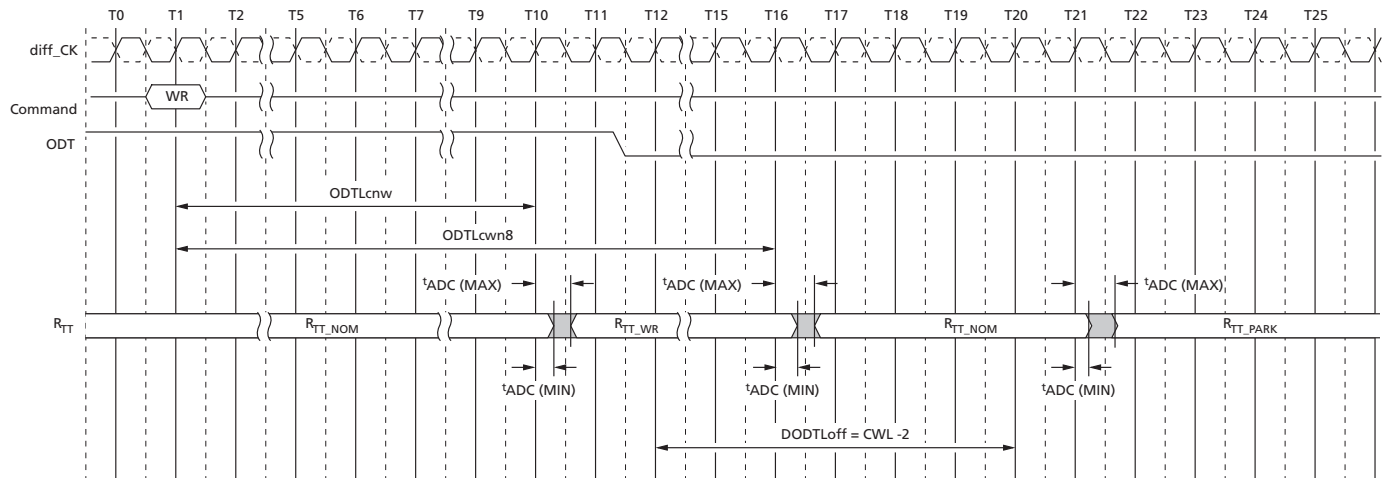 T0 T1 T2 T5 T6 T7 T9 T10 T11 T12 T15 T16 T17 T18 T19 T20 T21 T22 T23 T24 T25
diff_CK
WR
Command
ODT
ODTLcnw
ODTLcwn8
tADC (MAX) tADC (MAX) tADC (MAX)
RTT RTT_NOM RTT_WR RTT_NOM RTT_PARK
tADC (MIN) tADC (MIN) tADC (MIN)
DODTLoff = CWL -2